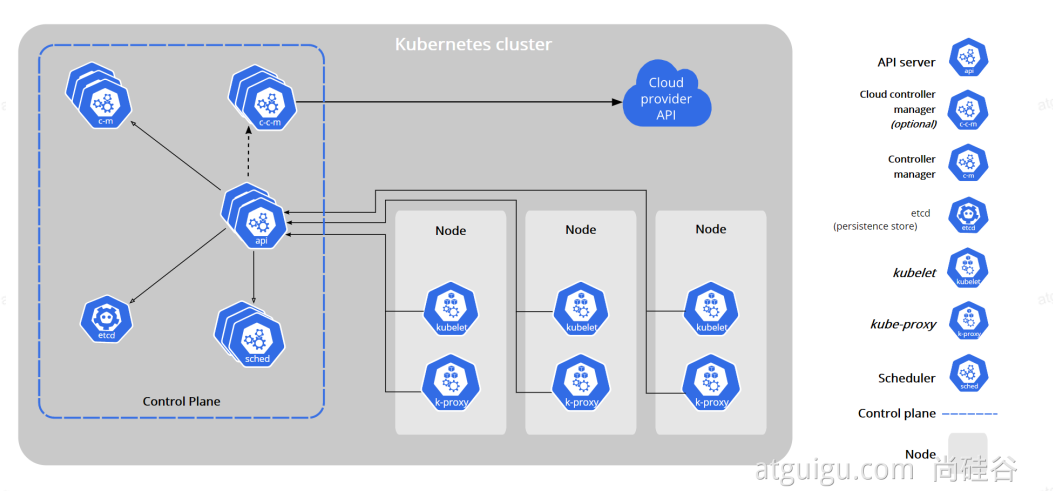 Kubernetes cluster
c-m
c-c-m
Cloud
provider
API
api
etcd
sched
Control Plane
Node
kubelet
k-proxy
Node
kubelet
k-proxy
Node
kubelet
k-proxy
API server
api
Cloud controller
manager
(optional)
c-c-m
Controller
manager
c-m
etcd
(persistence store)
etcd
kubelet
kubelet
kube-proxy
k-proxy
Scheduler
sched
Control plane
Node
atguigu.com 尚硅谷